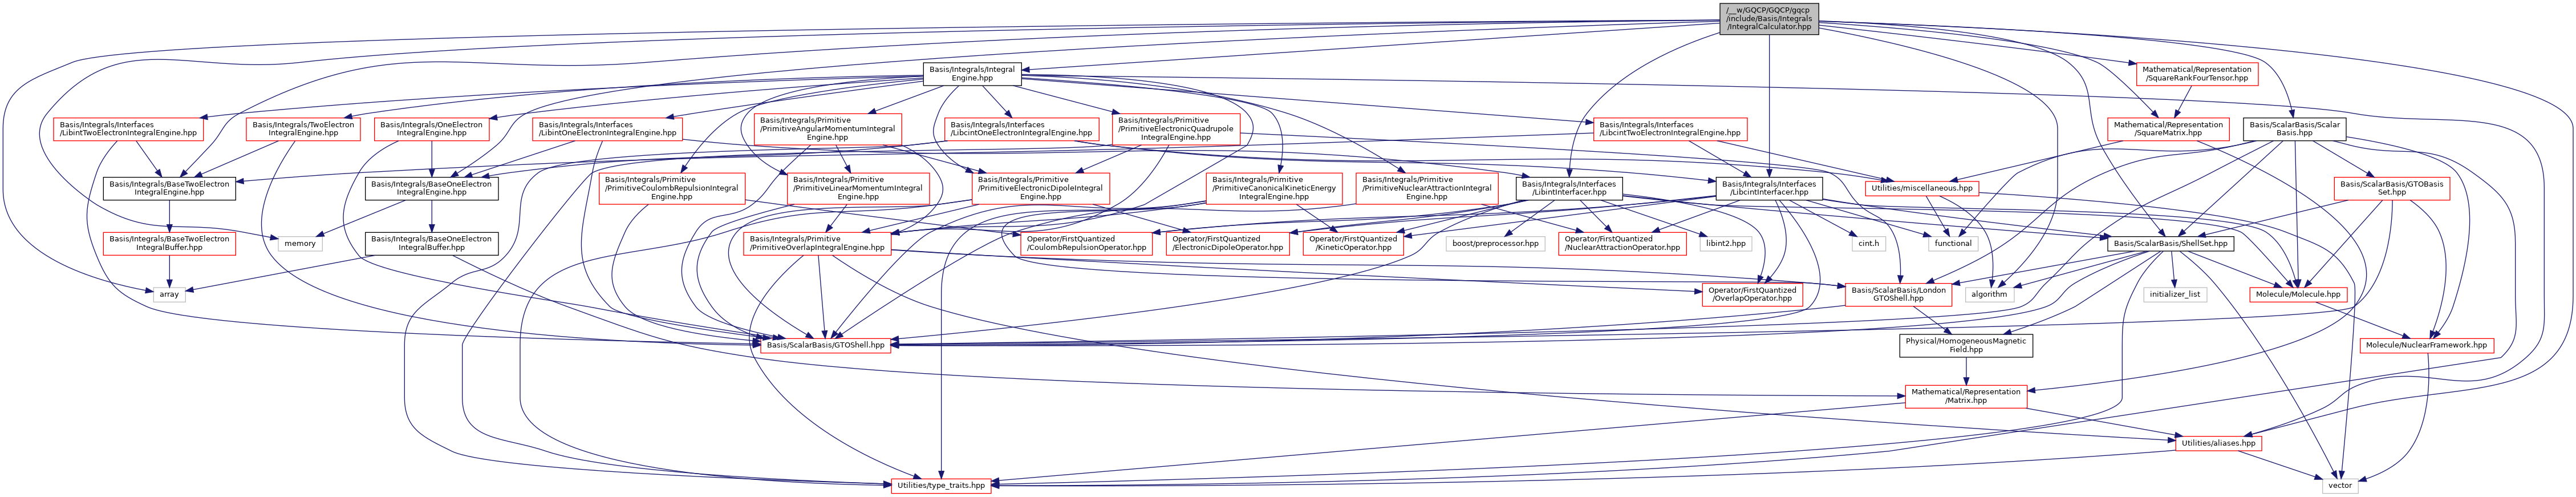 /__w/GQCP/GQCP/gqcp
/include/Basis/Integrals
/IntegralCalculator.hpp
Basis/Integrals/Integral
Engine.hpp
Mathematical/Representation
/SquareRankFourTensor.hpp
Basis/Integrals/Interfaces
/LibintTwoElectronIntegralEngine.hpp
Basis/Integrals/TwoElectron
IntegralEngine.hpp
Basis/Integrals/OneElectron
IntegralEngine.hpp
Basis/Integrals/Interfaces
/LibintOneElectronIntegralEngine.hpp
Basis/Integrals/Primitive
/PrimitiveAngularMomentumIntegral
Engine.hpp
Basis/Integrals/Interfaces
/LibcintOneElectronIntegralEngine.hpp
Basis/Integrals/Primitive
/PrimitiveElectronicQuadrupole
IntegralEngine.hpp
Basis/Integrals/Interfaces
/LibcintTwoElectronIntegralEngine.hpp
Mathematical/Representation
/SquareMatrix.hpp
Basis/ScalarBasis/Scalar
Basis.hpp
Basis/Integrals/BaseTwoElectron
IntegralEngine.hpp
Basis/Integrals/BaseOneElectron
IntegralEngine.hpp
Basis/Integrals/Primitive
/PrimitiveCoulombRepulsionIntegral
Engine.hpp
Basis/Integrals/Primitive
/PrimitiveLinearMomentumIntegral
Engine.hpp
Basis/Integrals/Primitive
/PrimitiveElectronicDipoleIntegral
Engine.hpp
Basis/Integrals/Primitive
/PrimitiveCanonicalKineticEnergy
IntegralEngine.hpp
Basis/Integrals/Primitive
/PrimitiveNuclearAttractionIntegral
Engine.hpp
Basis/Integrals/Interfaces
/LibintInterfacer.hpp
Basis/Integrals/Interfaces
/LibcintInterfacer.hpp
Utilities/miscellaneous.hpp
Basis/ScalarBasis/GTOBasis
Set.hpp
Basis/Integrals/BaseTwoElectron
IntegralBuffer.hpp
memory
Basis/Integrals/BaseOneElectron
IntegralBuffer.hpp
Basis/Integrals/Primitive
/PrimitiveOverlapIntegralEngine.hpp
Operator/FirstQuantized
/CoulombRepulsionOperator.hpp
Operator/FirstQuantized
/ElectronicDipoleOperator.hpp
Operator/FirstQuantized
/KineticOperator.hpp
boost/preprocessor.hpp
Operator/FirstQuantized
/NuclearAttractionOperator.hpp
libint2.hpp
cint.h
functional
Basis/ScalarBasis/ShellSet.hpp
array
Operator/FirstQuantized
/OverlapOperator.hpp
Basis/ScalarBasis/London
GTOShell.hpp
algorithm
initializer_list
Molecule/Molecule.hpp
Basis/ScalarBasis/GTOShell.hpp
Physical/HomogeneousMagnetic
Field.hpp
Molecule/NuclearFramework.hpp
Mathematical/Representation
/Matrix.hpp
Utilities/aliases.hpp
Utilities/type_traits.hpp
vector